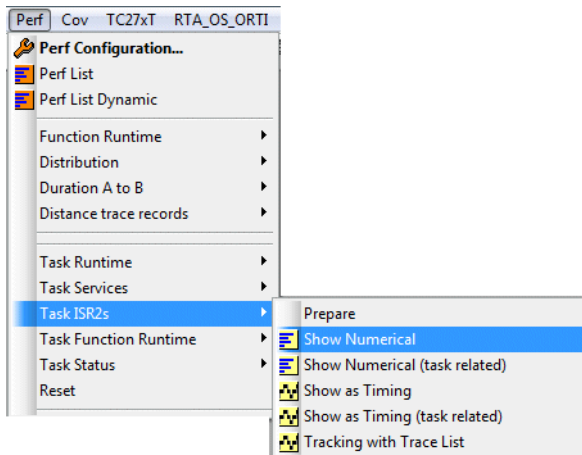 Perf Cov TC27xT RTA_OS_ORTI
Perf Configuration...
Perf List
Perf List Dynamic
Function Runtime
Distribution
Duration A to B
Distance trace records
Task Runtime
Task Services
Task ISR2s
Task Function Runtime
Task Status
Reset
Prepare
Show Numerical
Show Numerical (task related)
Show as Timing
Show as Timing (task related)
Tracking with Trace List